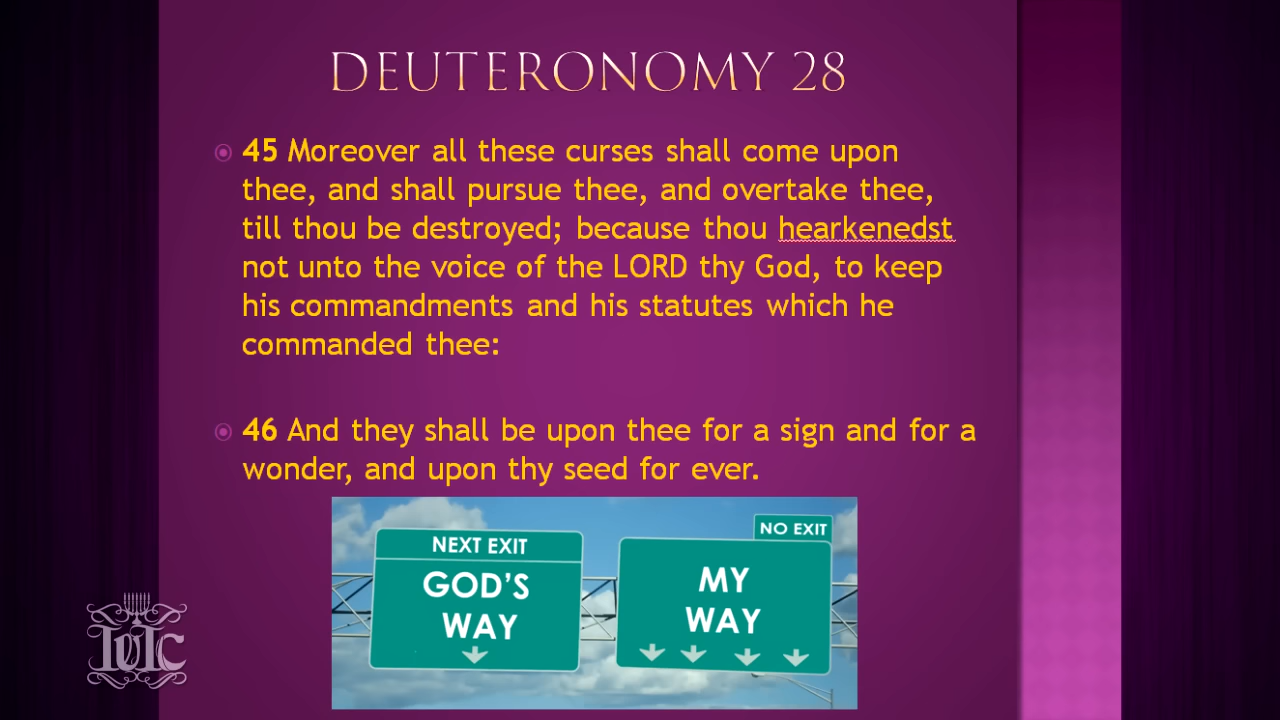 DEUTERONOMY 28
45 Moreover all these curses shall come upon
thee, and shall pursue thee, and overtake thee,
till thou be destroyed; because thou hearkenedst
not unto the voice of the LORD thy God, to keep
his commandments and his statutes which he
commanded thee:
46 And they shall be upon thee for a sign and for a
wonder, and upon thy seed for ever.
NEXT EXIT
GOD'S
WAY
NO EXIT
MY
WAY
IUIC